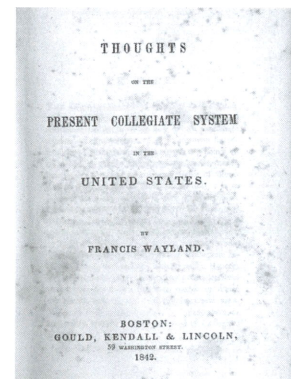 THOUGHTS
ON THE
PRESENT COLLEGIATE SYSTEM
IN THE
UNITED STATES.
BY
FRANCIS WAYLAND.
BOSTON:
GOULD, KENDALL & LINCOLN,
59 WASHINGTON STREET.
1842.